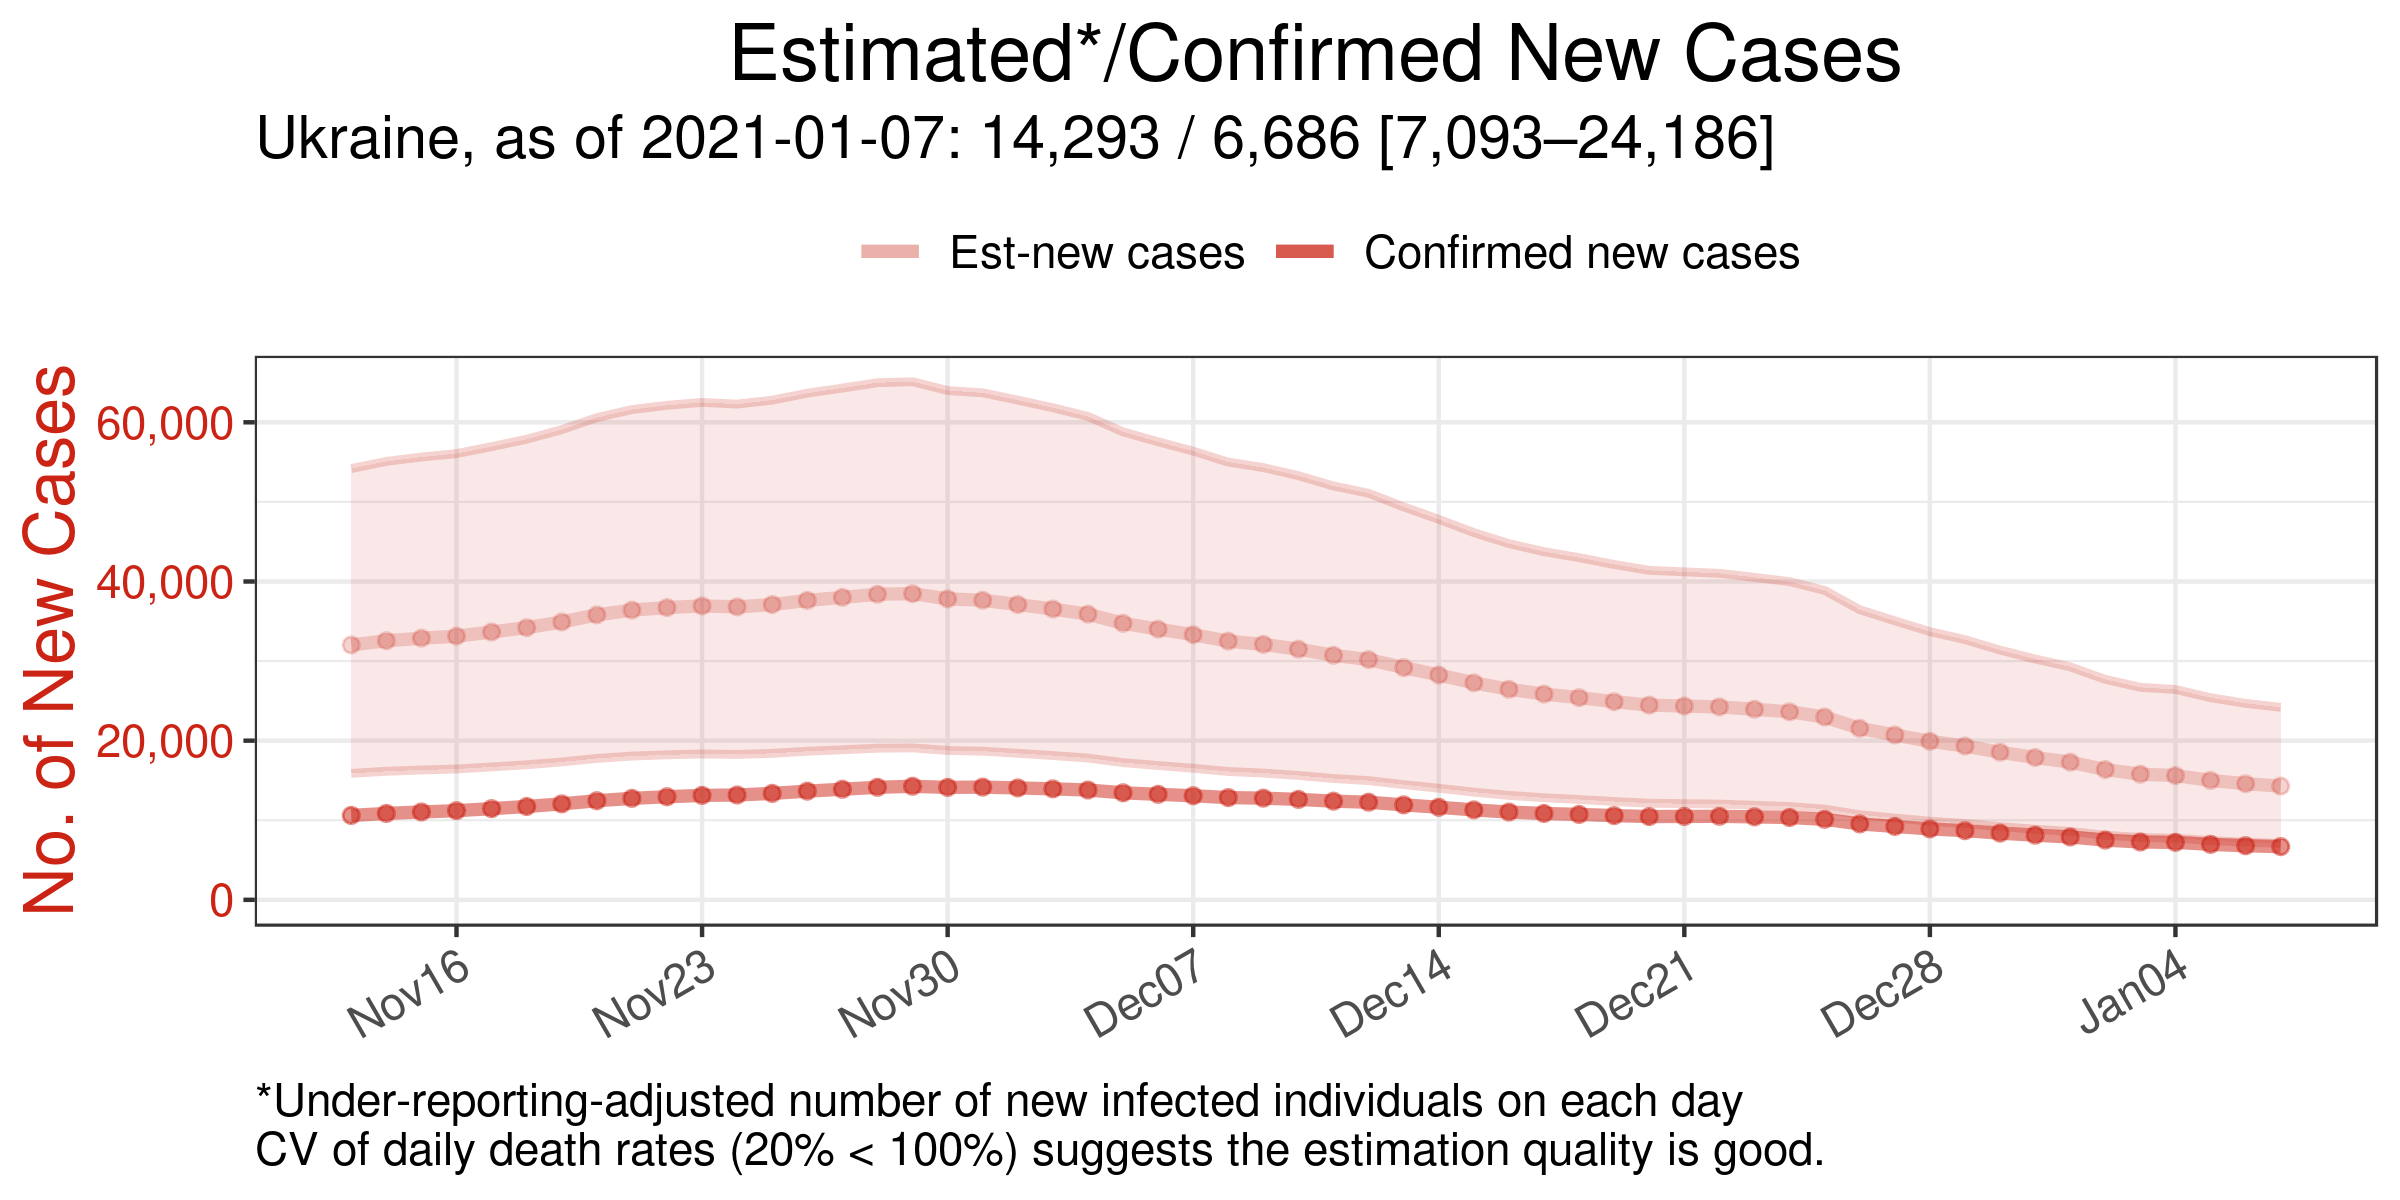 Estimated*/Confirmed New Cases
Ukraine, as of 2021-01-07: 14,293 / 6,686 [7,093–24,186]
Est-new cases
Confirmed new cases
No. of New Cases
60,000
40,000
20,000
0
Nov16
Nov23
Nov30
Dec07
Dec14
Dec21
Dec28
Jan04
*Under-reporting-adjusted number of new infected individuals on each day
CV of daily death rates (20% < 100%) suggests the estimation quality is good.